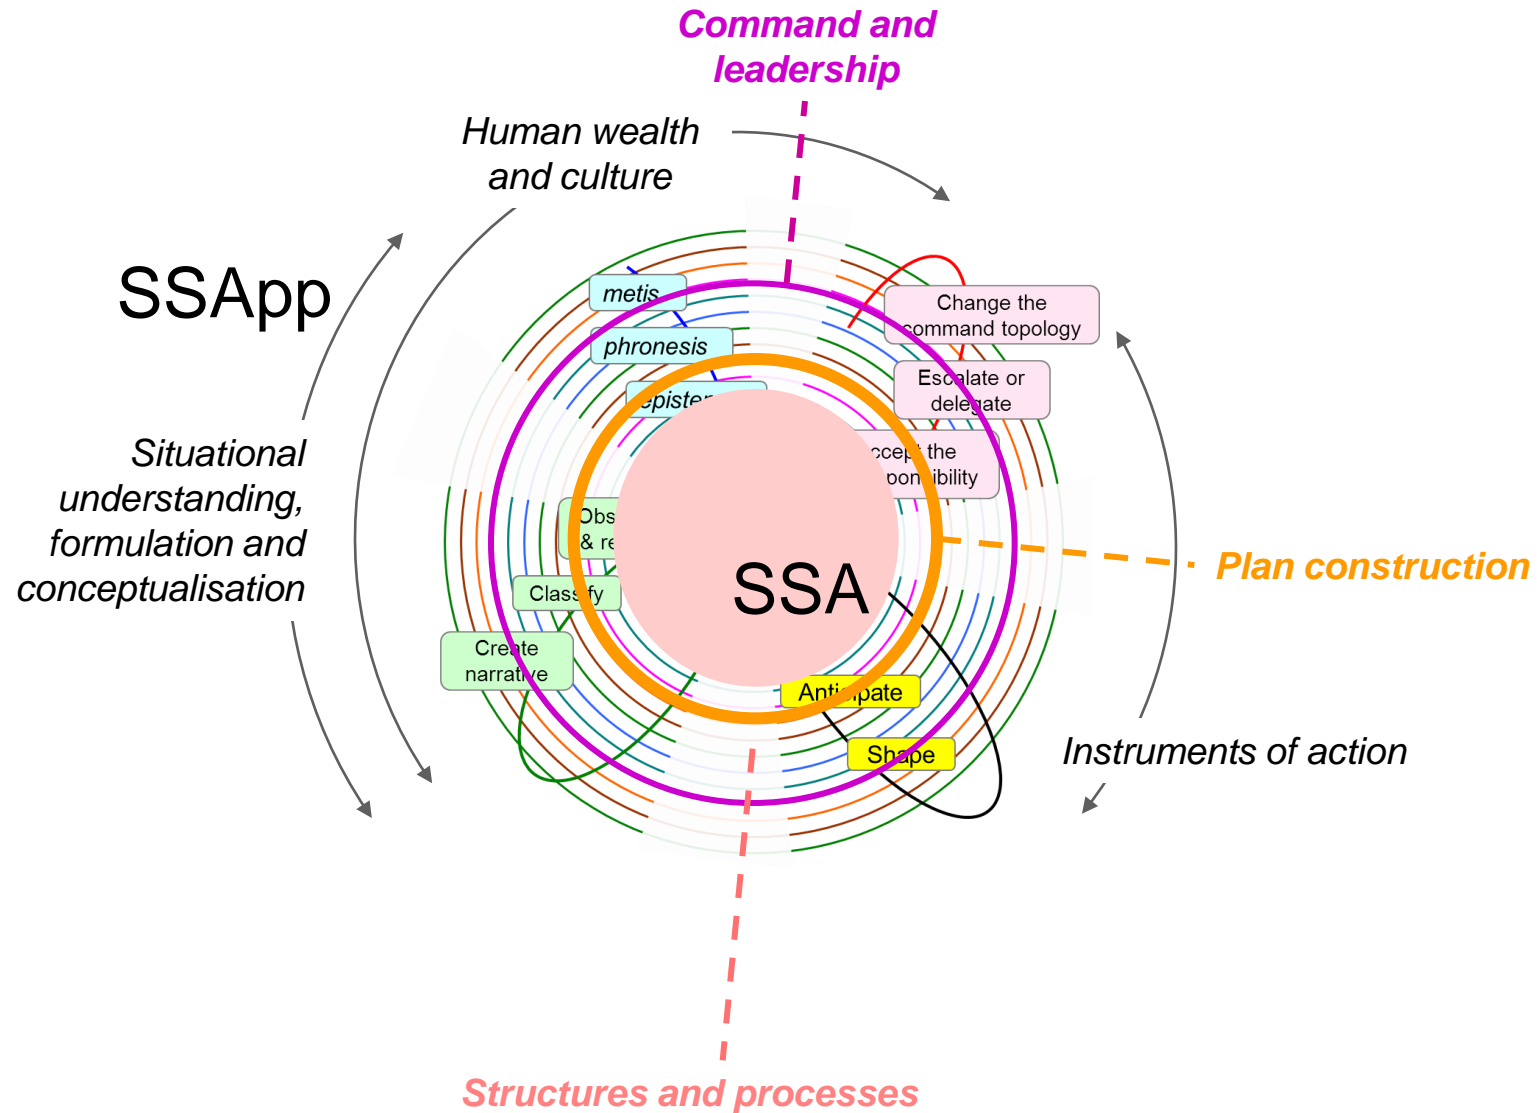 Command and
leadership
Human wealth
and culture
SSApp
metis
phronesis
Change the
command topology
Escalate or
delegate
the
Situational
understanding,
formulation and
conceptualisation
&
SSA
Classify
Create
narrative
Anticipate
Shape
Plan construction
Instruments of action
Structures and processes